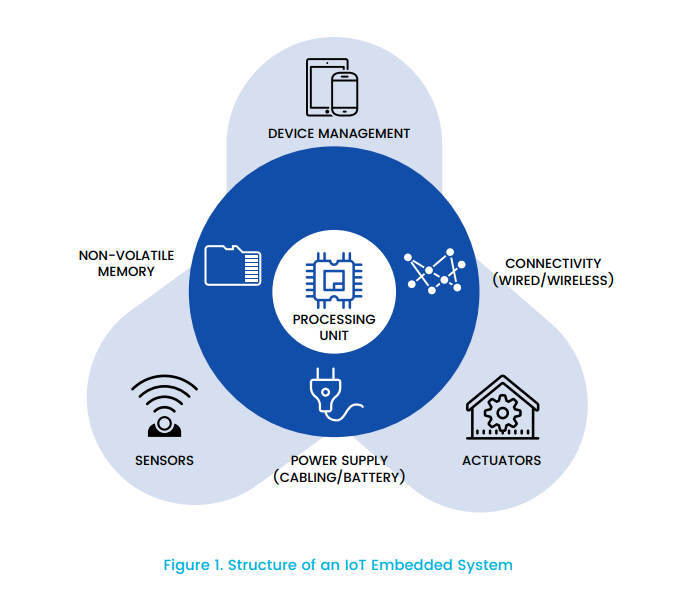 DEVICE MANAGEMENT
NON-VOLATILE
MEMORY
CONNECTIVITY
(WIRED/WIRELESS)
PROCESSING
UNIT
SENSORS
POWER SUPPLY
(CABLING/BATTERY)
ACTUATORS
Figure 1. Structure of an IoT Embedded System